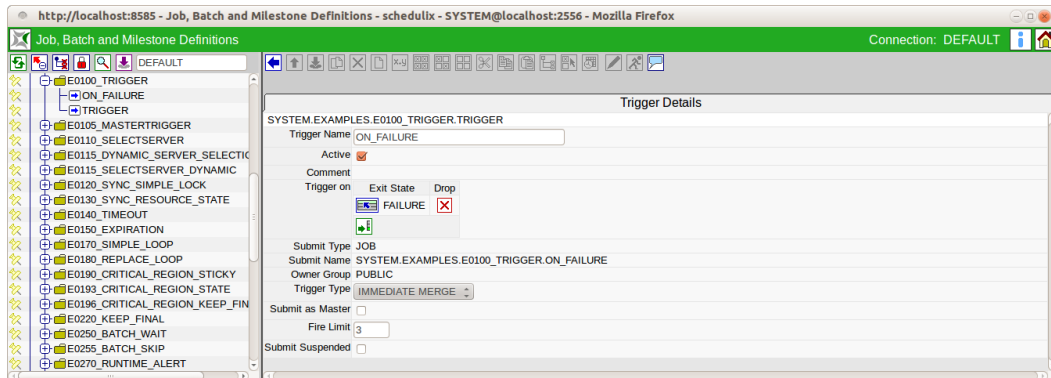 http://localhost:8585 - Job, Batch and Milestone Definitions - schedulix - SYSTEM@localhost:2556 - Mozilla Firefox
Job, Batch and Milestone Definitions
Connection: DEFAULT
DEFAULT
E0100_TRIGGER
ON_FAILURE
TRIGGER
E0105_MASTERTRIGGER
E0110_SELECTSERVER
E0115_DYNAMIC_SERVER_SELECTIO
E0115_SELECTSERVER_DYNAMIC
E0120_SYNC_SIMPLE_LOCK
E0130_SYNC_RESOURCE_STATE
E0140_TIMEOUT
E0150_EXPIRATION
E0170_SIMPLE_LOOP
E0180_REPLACE_LOOP
E0190_CRITICAL_REGION_STICKY
E0193_CRITICAL_REGION_STATE
E0196_CRITICAL_REGION_KEEP_FIN
E0220_KEEP_FINAL
E0250_BATCH_WAIT
E0255_BATCH_SKIP
E0270_RUNTIME_ALERT
x-y
Trigger Details
SYSTEM.EXAMPLES.E0100_TRIGGER.TRIGGER
Trigger Name ON_FAILURE
Active
Comment
Trigger on Exit State Drop
FAILURE
Submit Type JOB
Submit Name SYSTEM.EXAMPLES.E0100_TRIGGER.ON_FAILURE
Owner Group PUBLIC
Trigger Type IMMEDIATE MERGE
Submit as Master
Fire Limit 3
Submit Suspended